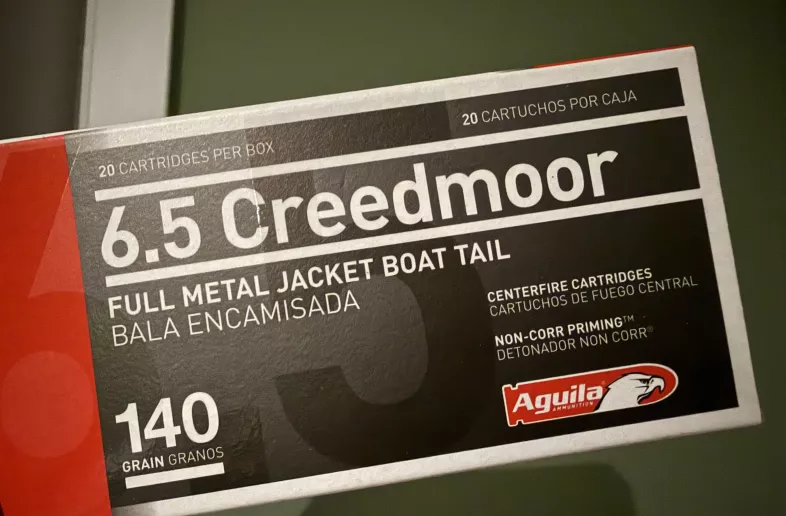 20 CARTRIDGES PER BOX
20 CARTUCHOS POR CAJA
6.5 Creedmoor
FULL METAL JACKET BOAT TAIL
BALA ENCAMISADA
CENTERFIRE CARTRIDGES
CARTUCHOS DE FUEGO CENTRAL
NON-CORR PRIMING™
DETONADOR NON CORR®
140
GRAIN GRANOS
Aguila
AMMUNITION